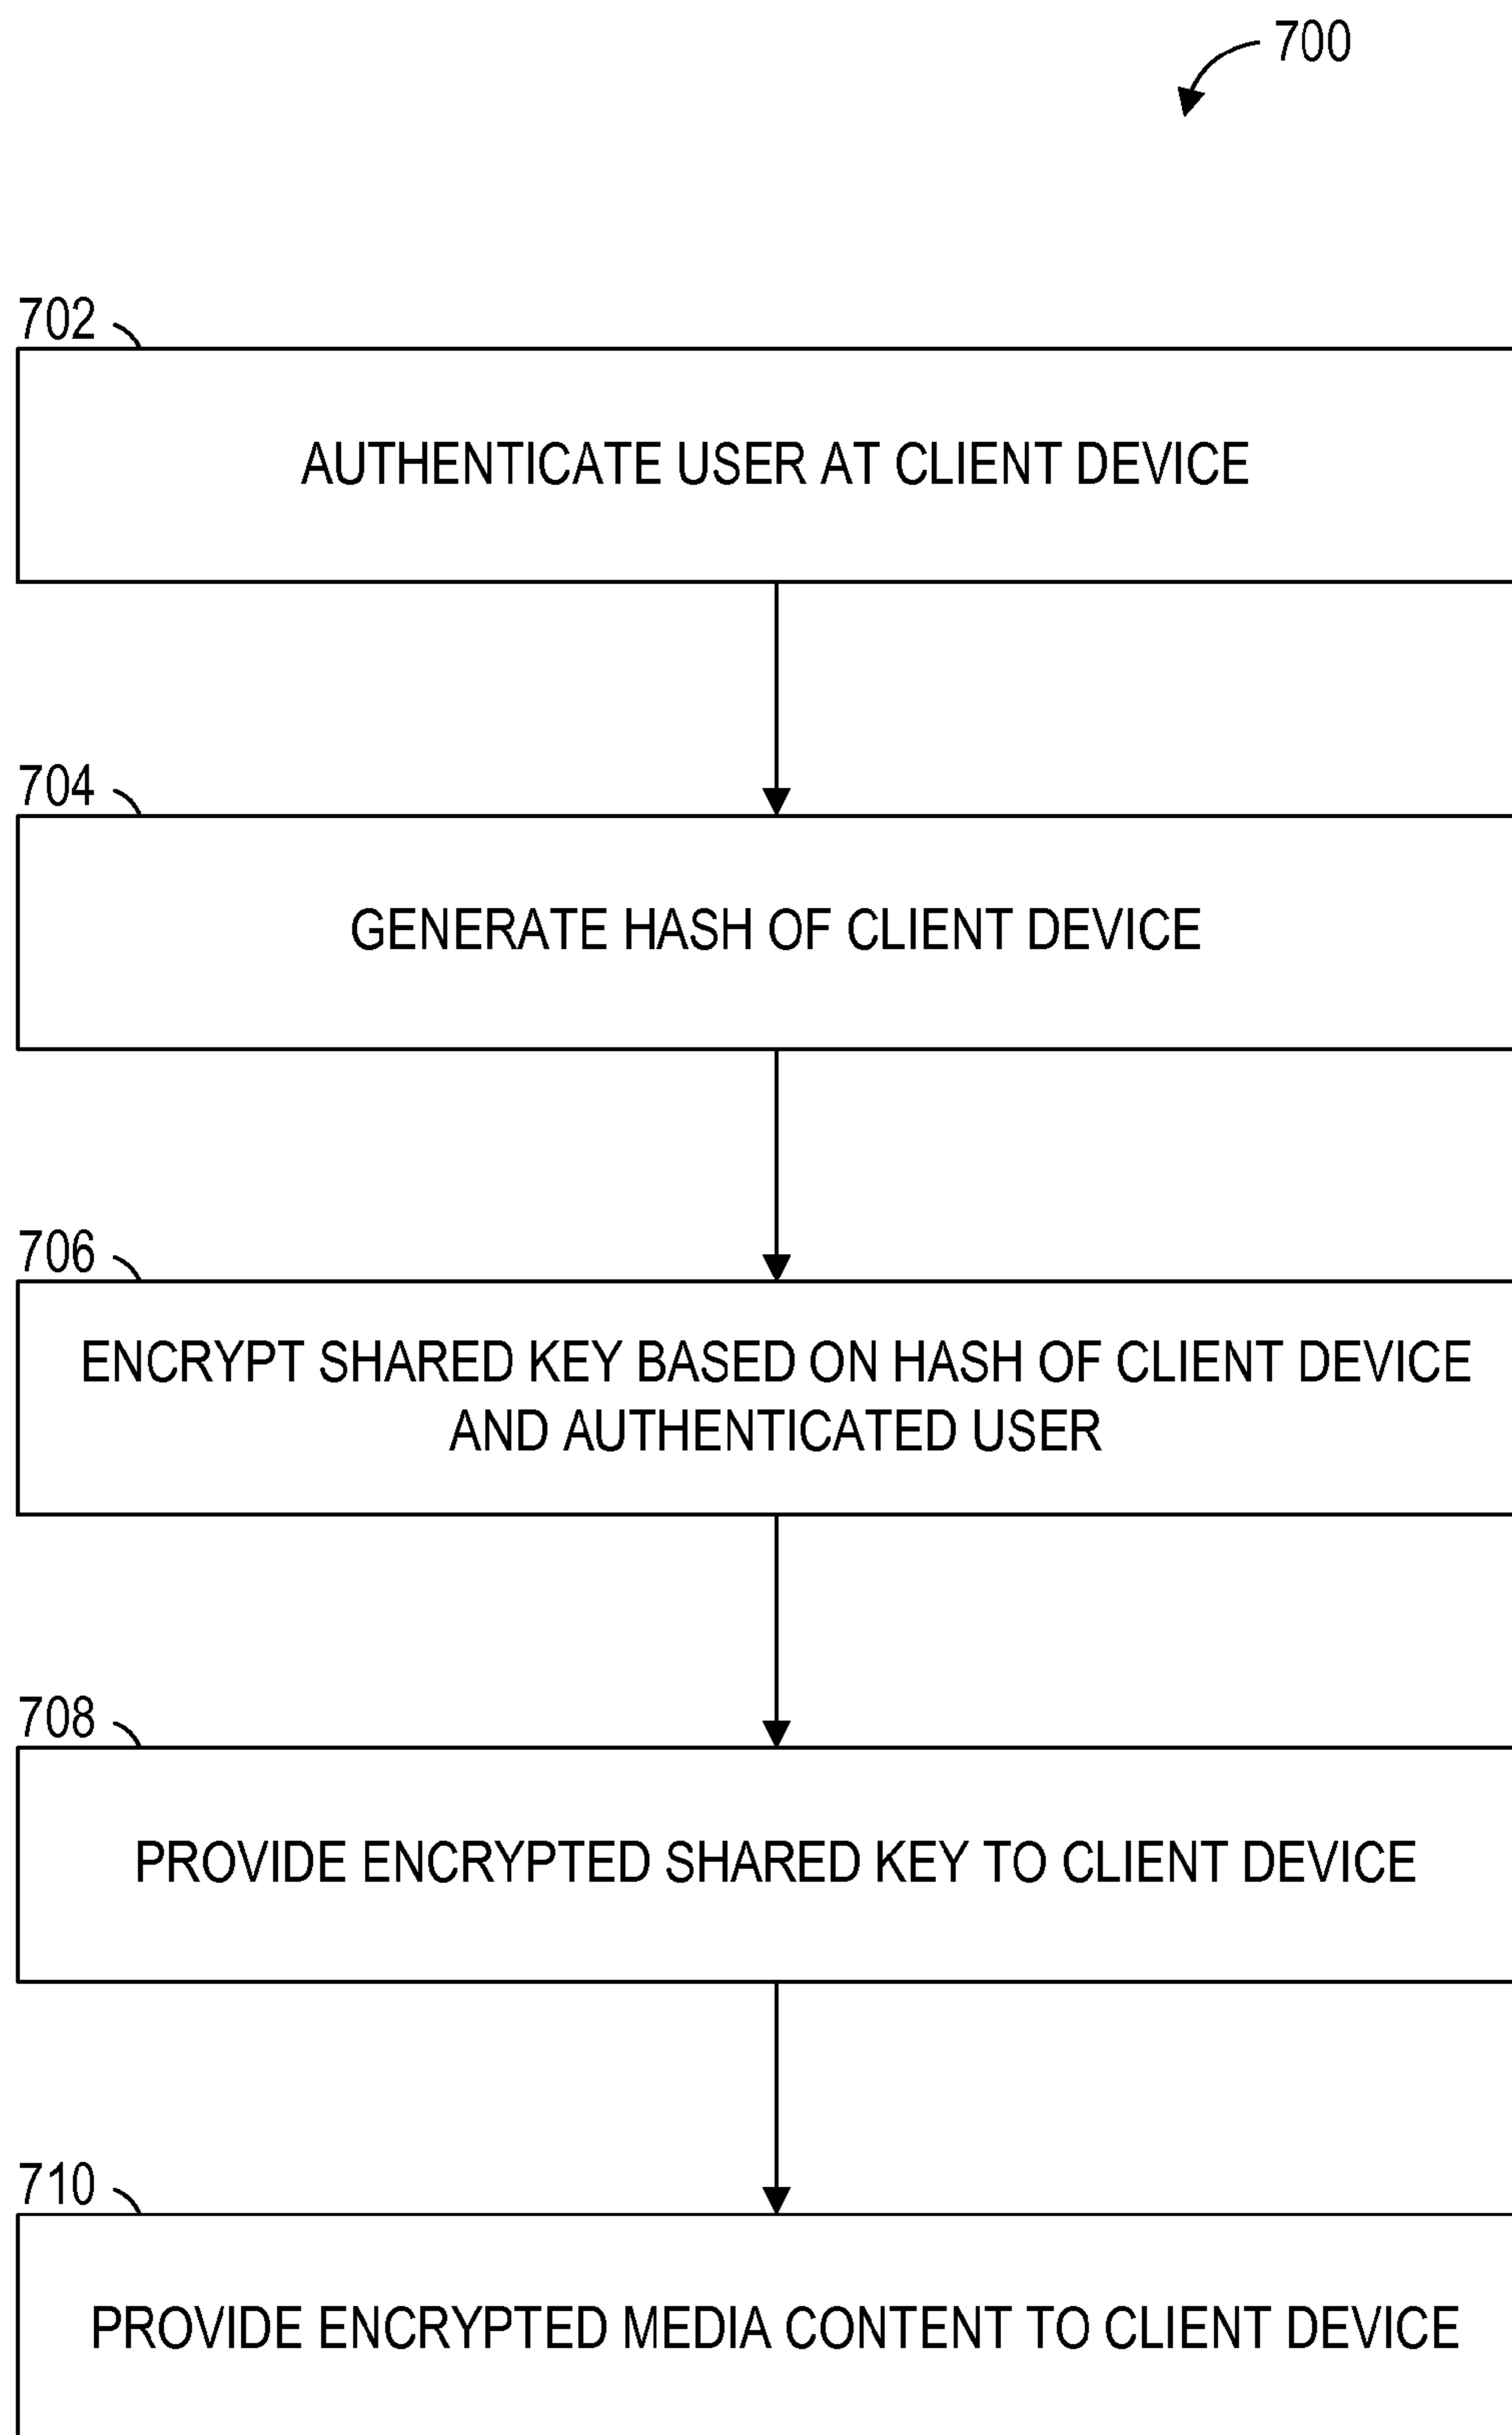 700
702
AUTHENTICATE USER AT CLIENT DEVICE
704
GENERATE HASH OF CLIENT DEVICE
706
ENCRYPT SHARED KEY BASED ON HASH OF CLIENT DEVICE
AND AUTHENTICATED USER
708
PROVIDE ENCRYPTED SHARED KEY TO CLIENT DEVICE
710
PROVIDE ENCRYPTED MEDIA CONTENT TO CLIENT DEVICE